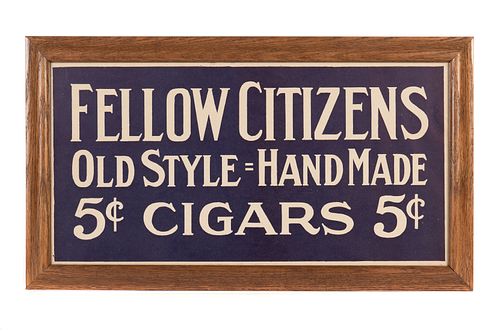 FELLOW CITIZENS
OLD STYLE = HAND MADE
5¢ CIGARS 5¢